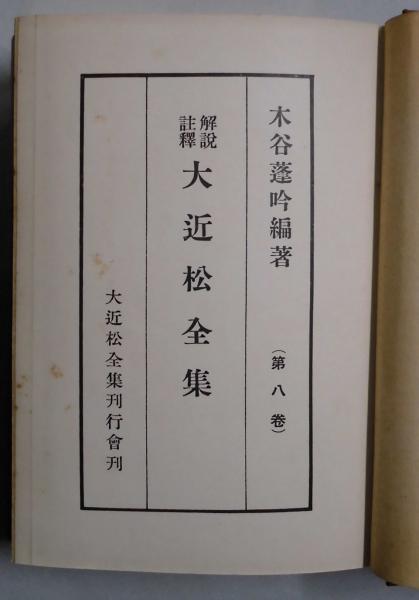 木谷蓬吟編著
(第八卷)
解說
註釋
大近松全集
大近松全集刊行會刊